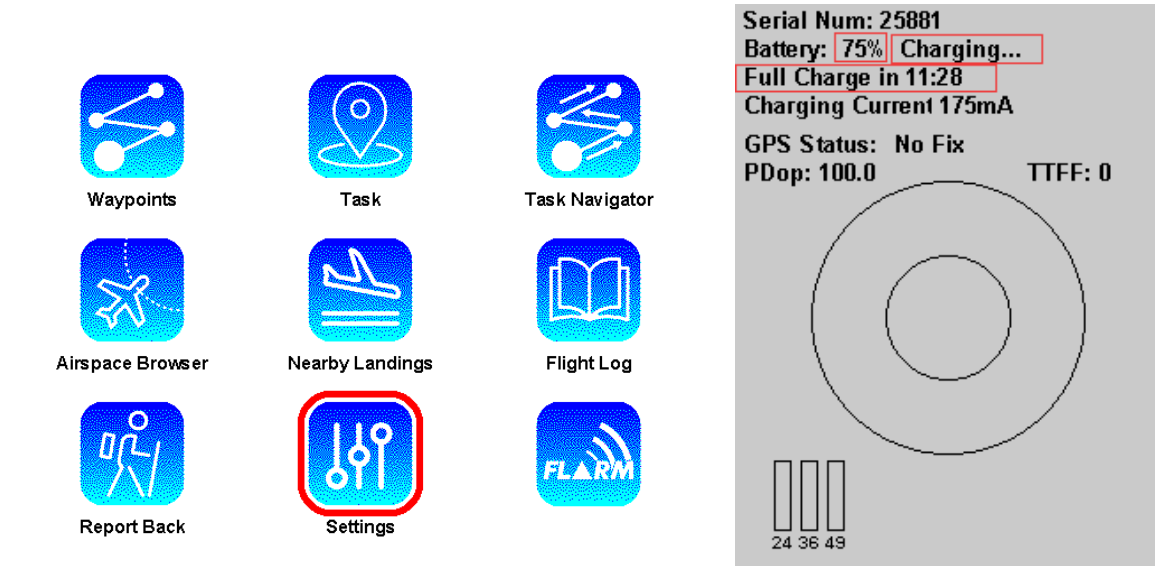 Waypoints
Task
Task Navigator
Airspace Browser
Nearby Landings
Flight Log
FLARM
Report Back
Settings
Serial Num: 25881
Battery: 75% Charging...
Full Charge in 11:28
Charging Current 175mA
GPS Status: No Fix
PDop: 100.0 TTFF: 0
24 36 49